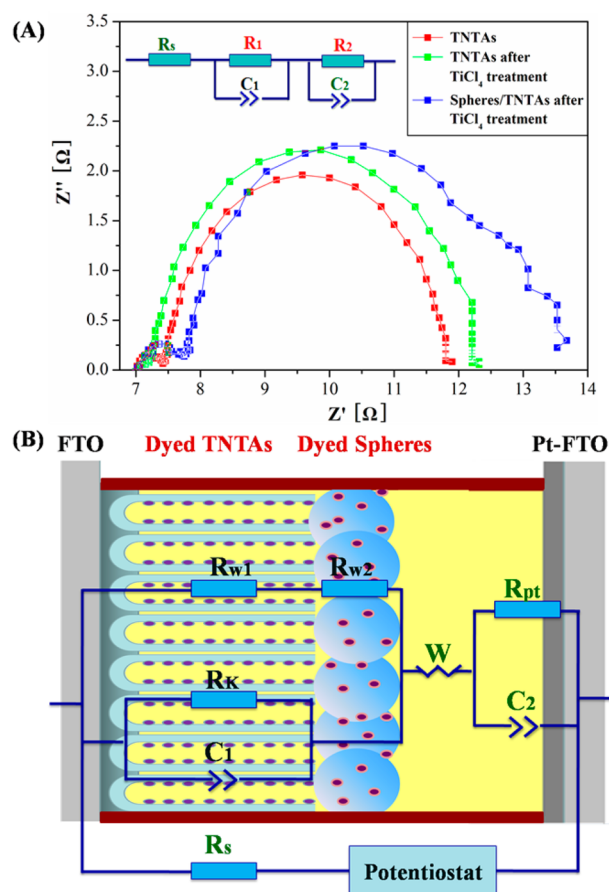 (A)
Rs
R1
R2
C1
C2
TNTAs
TNTAs after
TiCl4 treatment
Spheres/TNTAs after
TiCl4 treatment
Z'' [Ω]
3.5
3.0
2.5
2.0
1.5
1.0
0.5
0.0
7 8 9 10 11 12 13 14
Z' [Ω]
(B)
FTO Dyed TNTAs Dyed Spheres Pt-FTO
Rw1 Rw2
Rpt
W
RK
C1
C2
Rs
Potentiostat